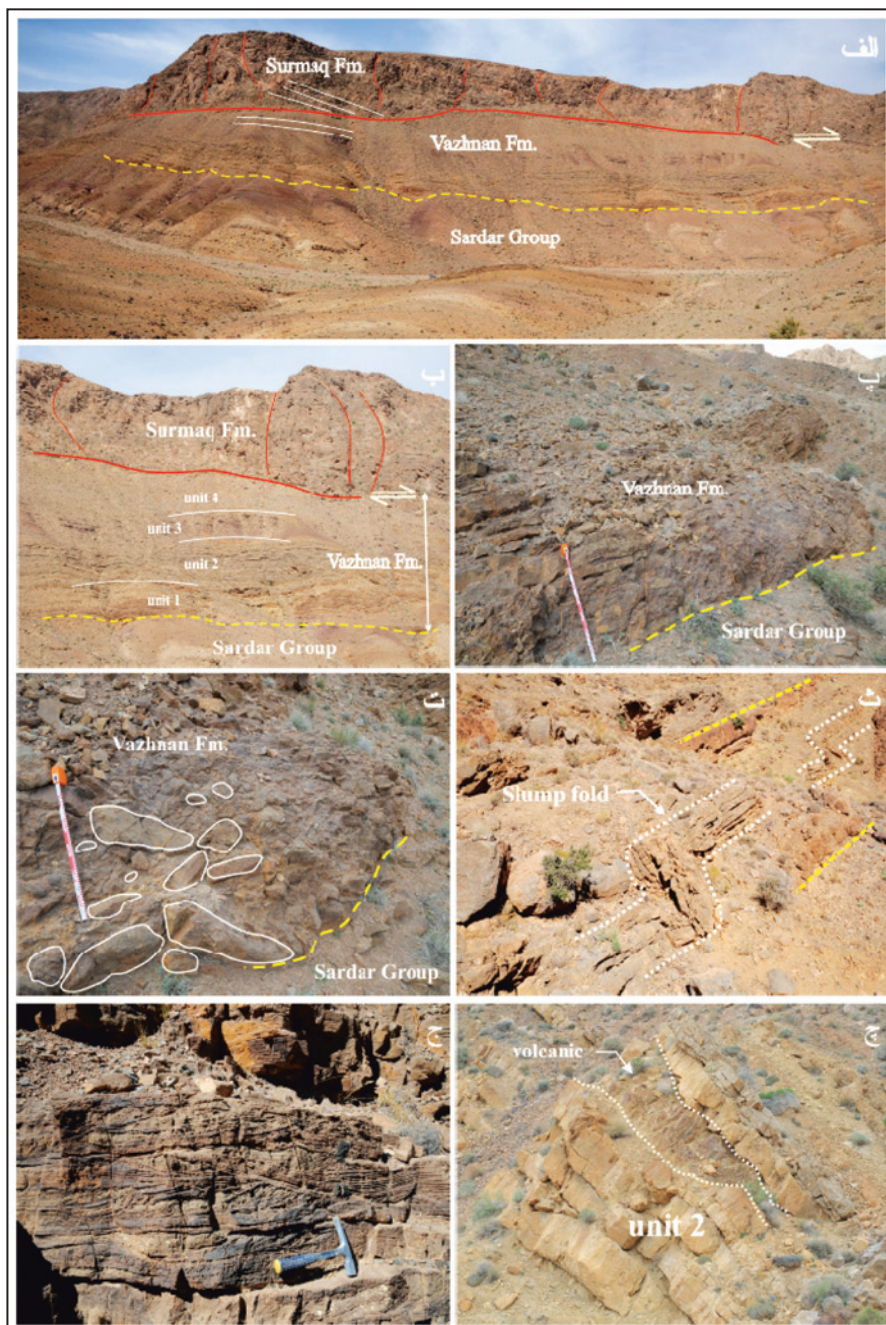 الف
Surmaq Fm.
Vazhnan Fm.
Sardar Group
ب
Surmaq Fm.
unit 4
unit 3
unit 2
Vazhnan Fm.
unit 1
Sardar Group
پ
Vazhnan Fm.
Sardar Group
ت
Vazhnan Fm.
Sardar Group
ث
Slump fold
ج
چ
volcanic
unit 2